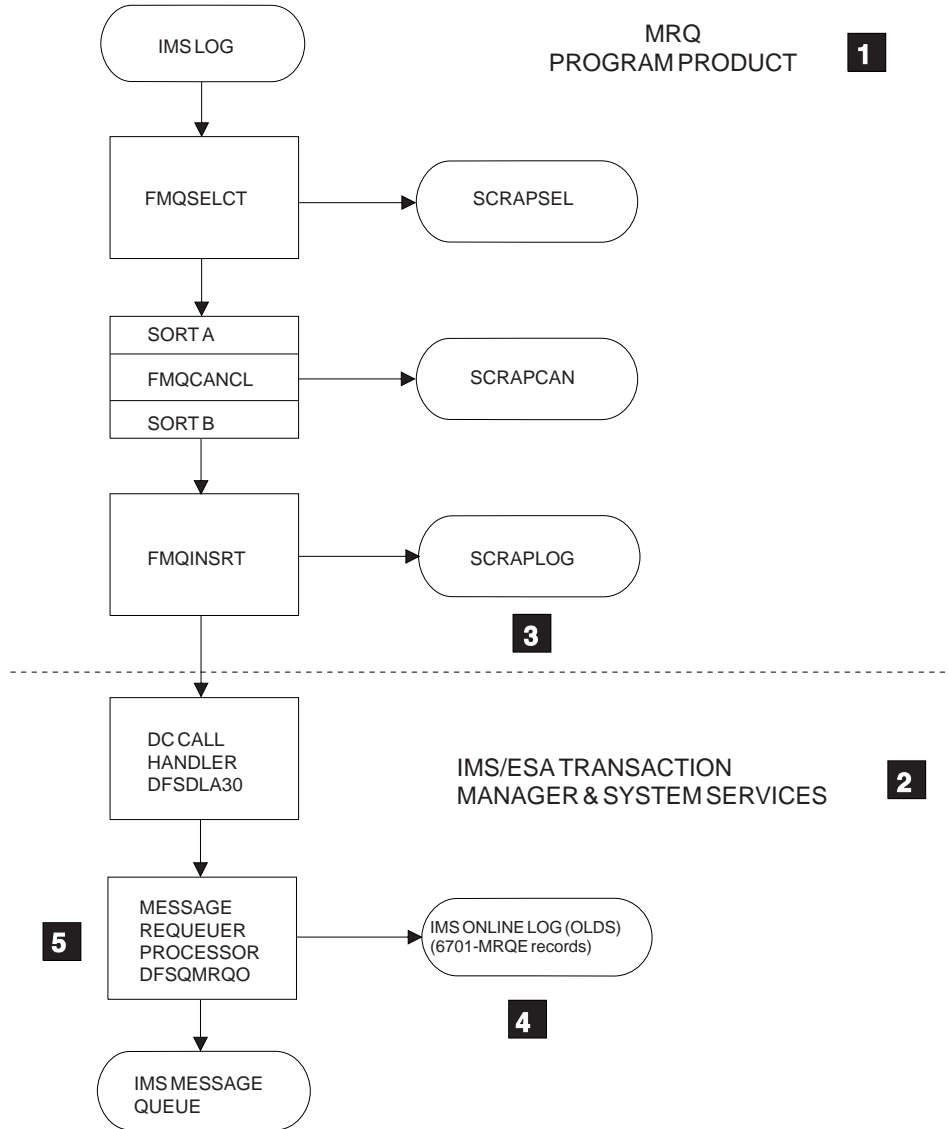 IMS LOG
MRQ
PROGRAM PRODUCT
1
FMQSELCT
SCRAPSEL
SORT A
FMQCANCL
SCRAPCAN
SORT B
FMQINSRT
SCRAPLOG
3
DC CALL
HANDLER
DFSDLA30
IMS/ESA TRANSACTION
MANAGER & SYSTEM SERVICES
2
5
MESSAGE
REQUEUER
PROCESSOR
DFSQMRQ0
IMS ONLINE LOG (OLDS)
(6701-MRQE records)
4
IMS MESSAGE
QUEUE